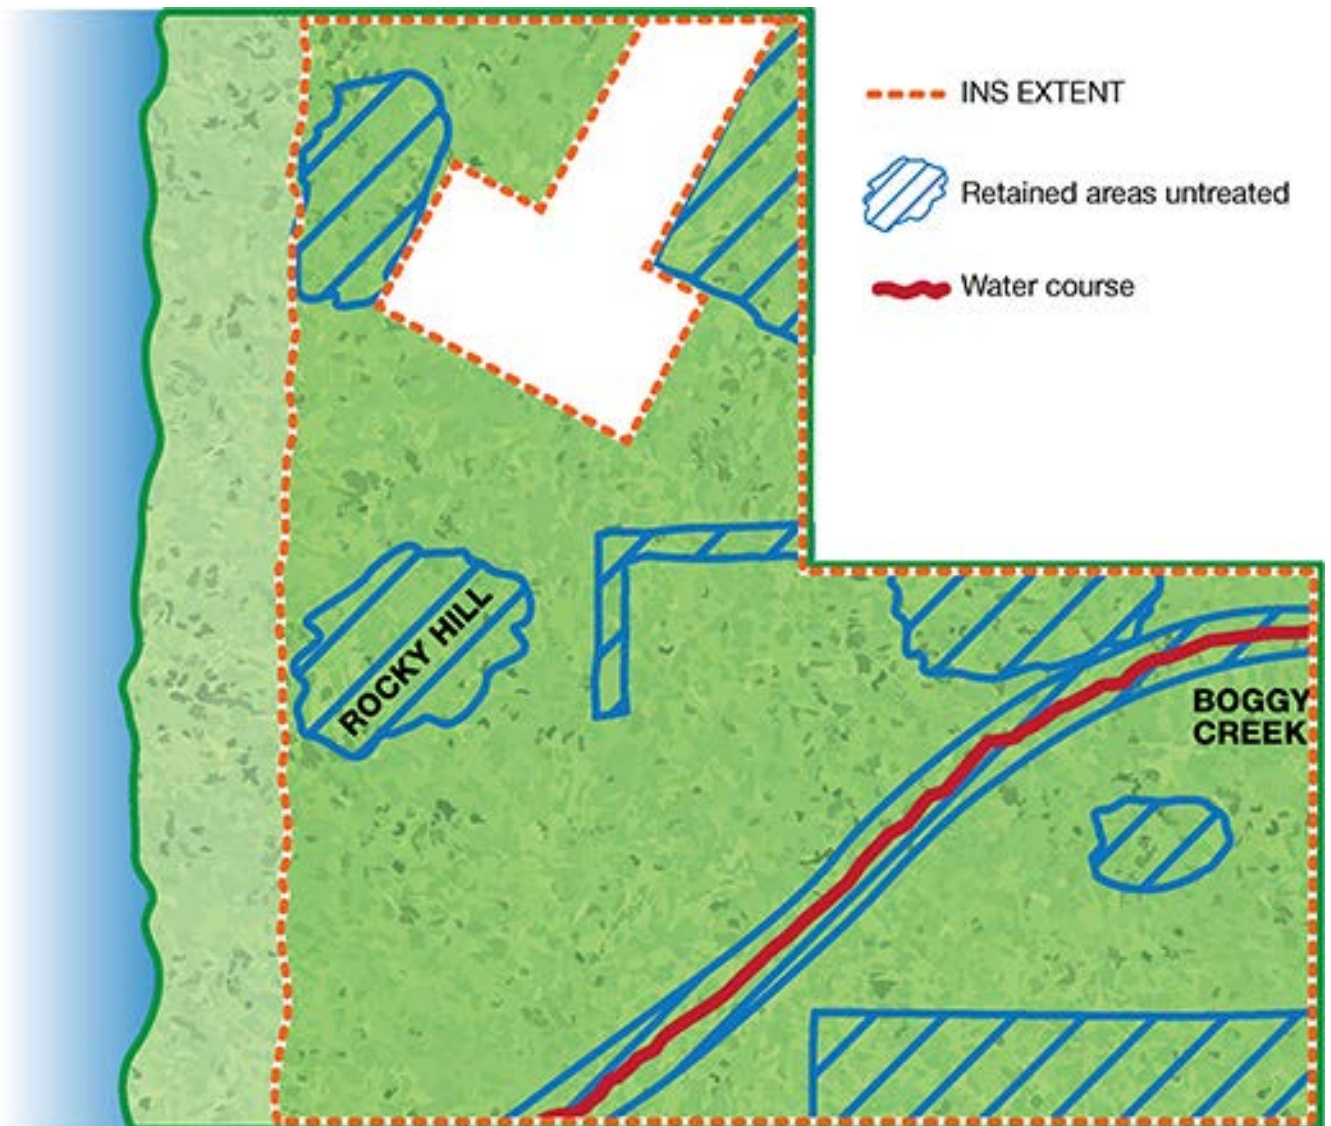 INS EXTENT
Retained areas untreated
Water course
ROCKY HILL
BOGGY
CREEK